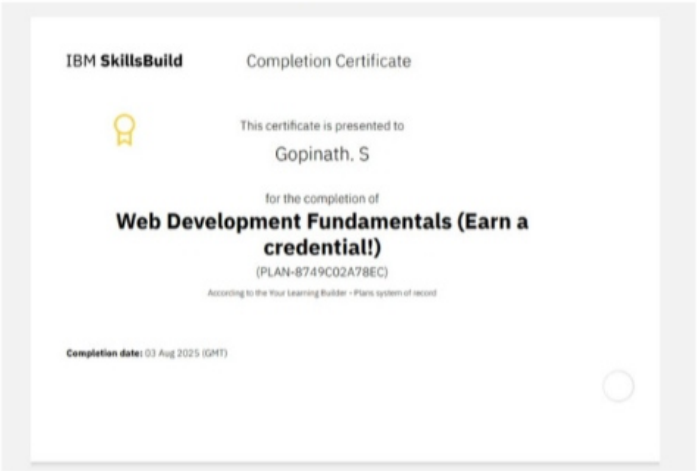 IBM SkillsBuild
Completion Certificate
This certificate is presented to
Gopinath. S
for the completion of
Web Development Fundamentals (Earn a
credential!)
(PLAN-8749C02A78EC)
According to the Your Learning Builder - Plans system of record
Completion date: 03 Aug 2025 (GMT)